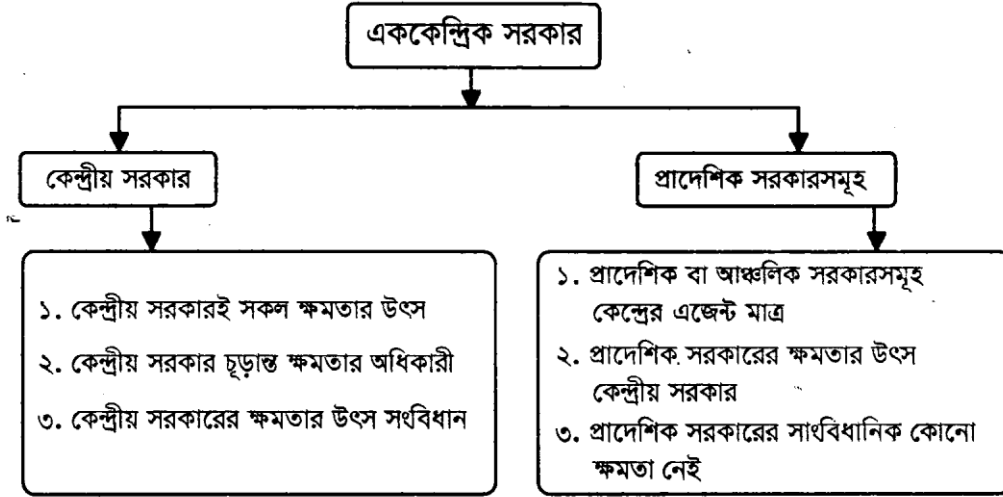 এককেন্দ্রিক সরকার
কেন্দ্রীয় সরকার
প্রাদেশিক সরকারসমূহ
১. কেন্দ্রীয় সরকারই সকল ক্ষমতার উৎস
২. কেন্দ্রীয় সরকার চূড়ান্ত ক্ষমতার অধিকারী
৩. কেন্দ্রীয় সরকারের ক্ষমতার উৎস সংবিধান
১. প্রাদেশিক বা আঞ্চলিক সরকারসমূহ
কেন্দ্রের এজেন্ট মাত্র
২. প্রাদেশিক সরকারের ক্ষমতার উৎস
কেন্দ্রীয় সরকার
৩. প্রাদেশিক সরকারের সাংবিধানিক কোনো
ক্ষমতা নেই